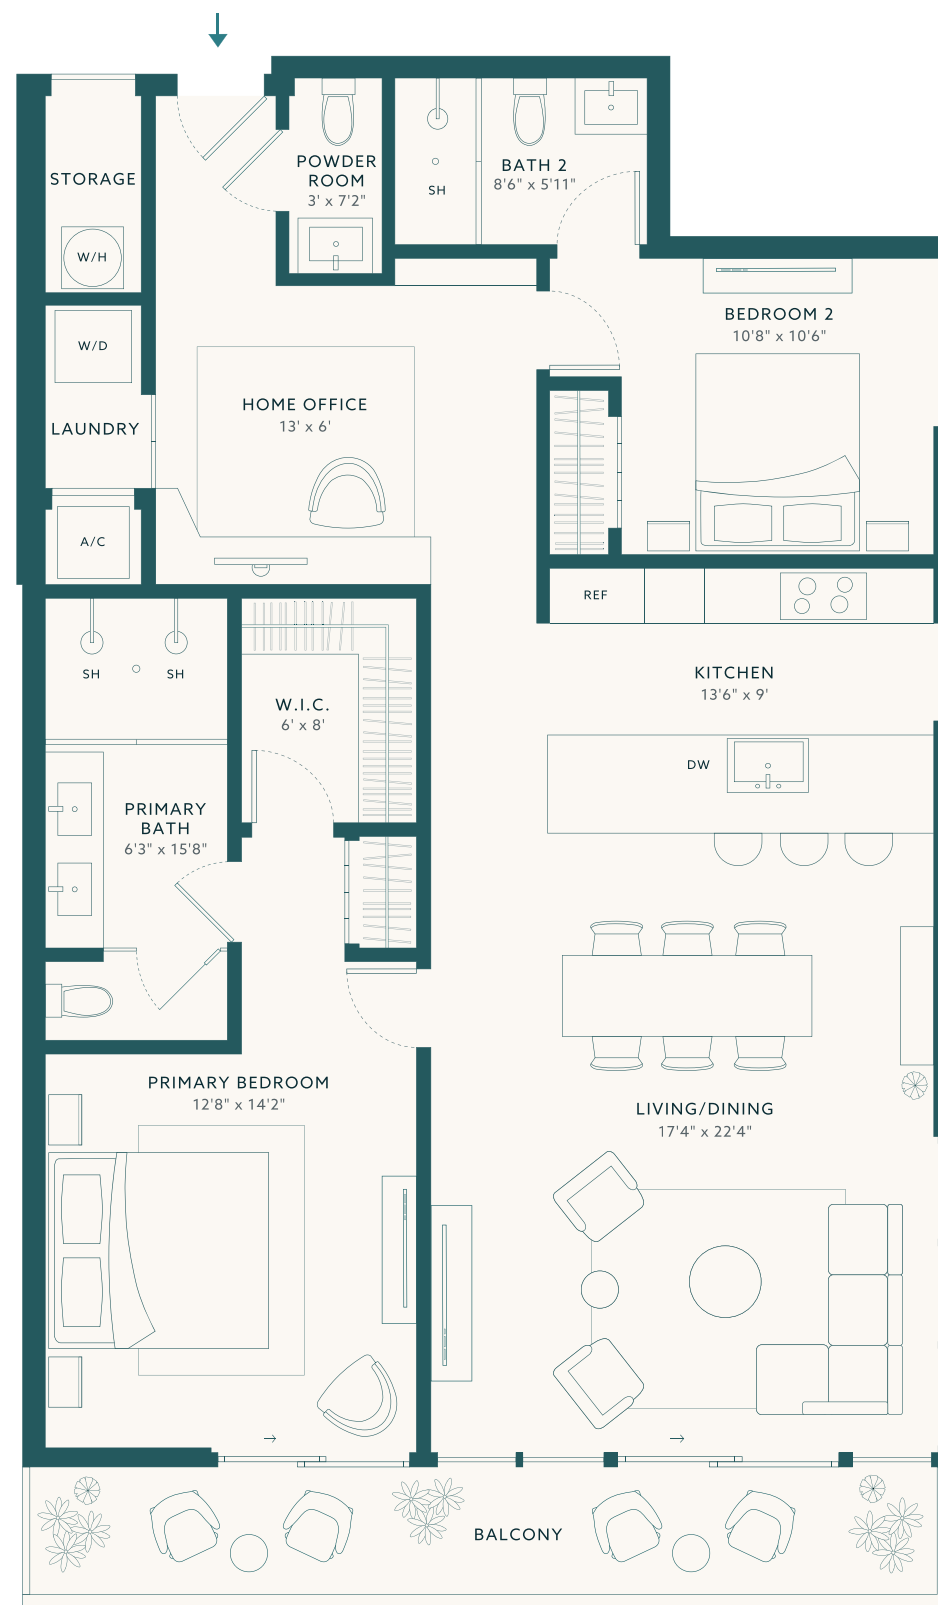 STORAGE
W/H
POWDER
ROOM
3' x 7'2"
SH
BATH 2
8'6" x 5'11"
W/D
LAUNDRY
A/C
HOME OFFICE
13' x 6'
BEDROOM 2
10'8" x 10'6"
REF
KITCHEN
13'6" x 9'
DW
SH
SH
W.I.C.
6' x 8'
PRIMARY
BATH
6'3" x 15'8"
PRIMARY BEDROOM
12'8" x 14'2"
LIVING/DINING
17'4" x 22'4"
BALCONY